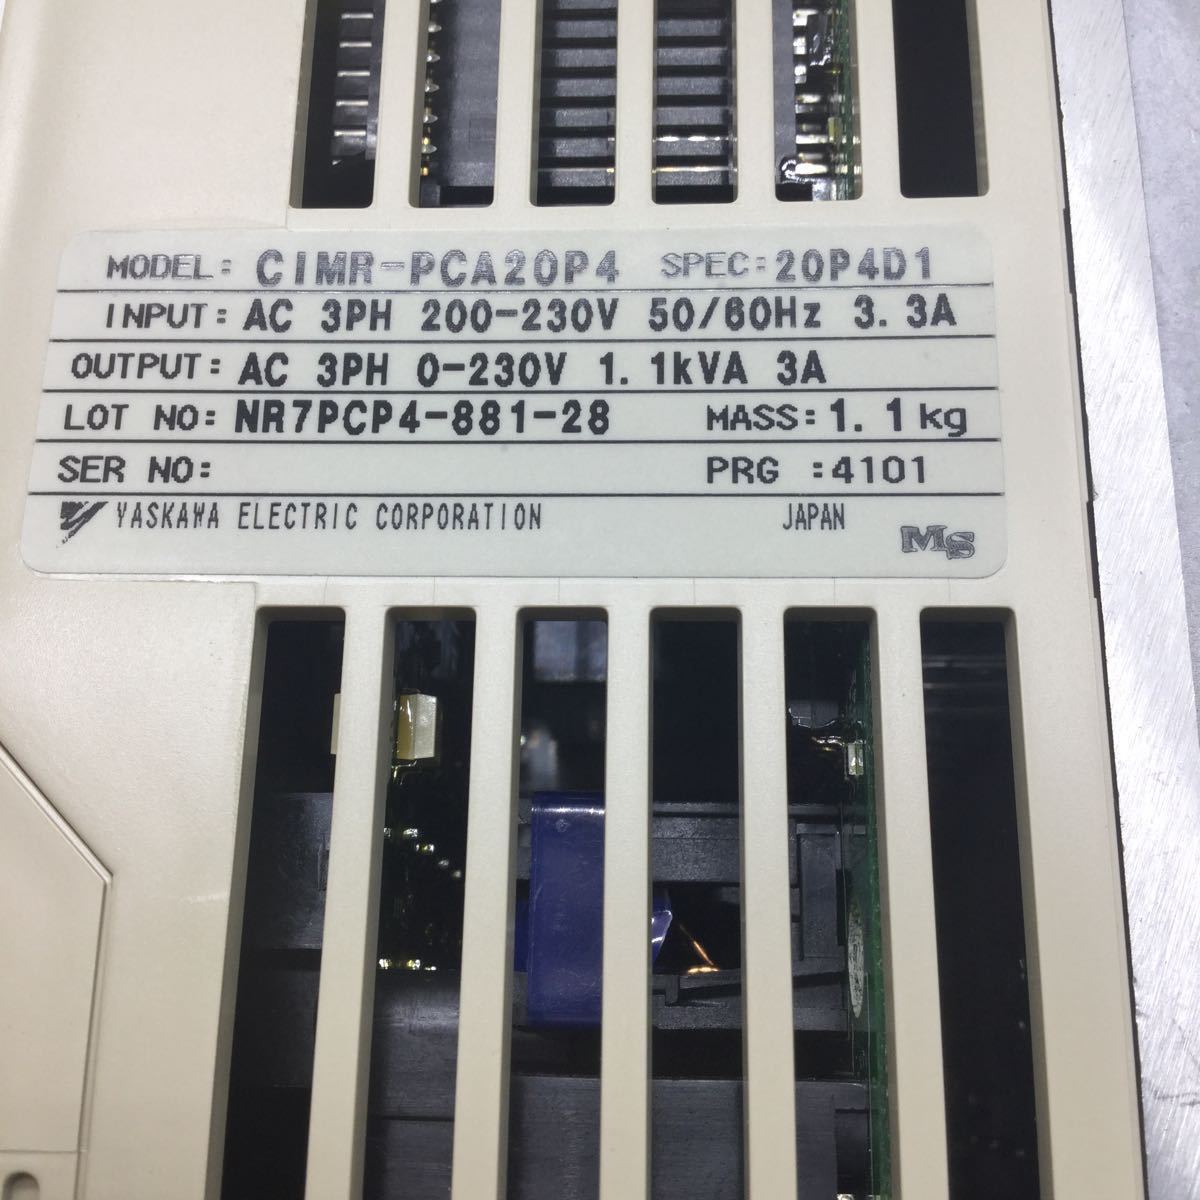 MODEL: CIMR-PCA20P4 SPEC: 20P4D1
INPUT: AC 3PH 200-230V 50/60Hz 3.3A
OUTPUT: AC 3PH 0-230V 1.1kVA 3A
LOT NO: NR7PCP4-881-28 MASS: 1.1kg
SER NO: PRG :4101
YASKAWA ELECTRIC CORPORATION JAPAN
MS